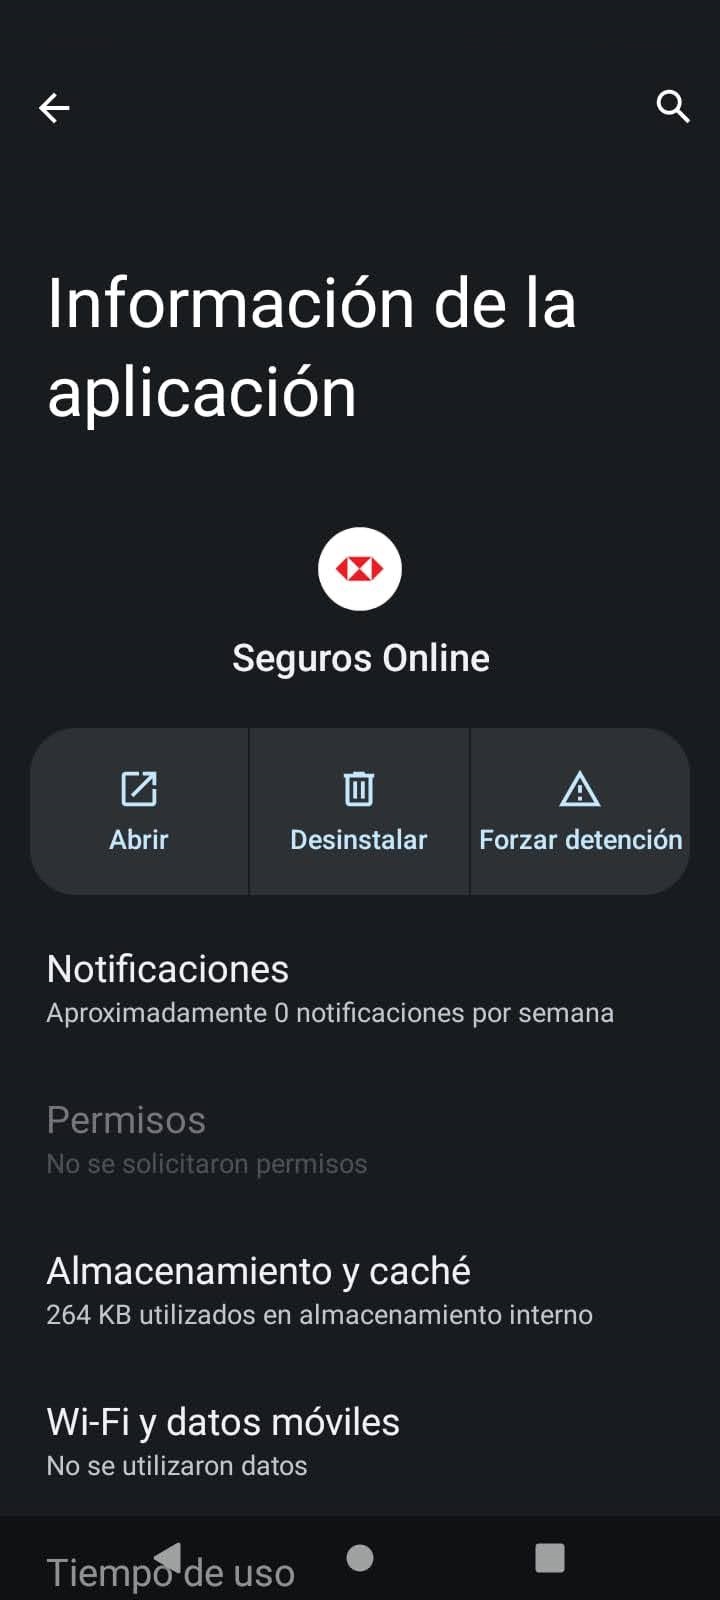 Información de la
aplicación
Seguros Online
Abrir
Desinstalar
Forzar detención
Notificaciones
Aproximadamente 0 notificaciones por semana
Permisos
No se solicitaron permisos
Almacenamiento y caché
264 KB utilizados en almacenamiento interno
Wi-Fi y datos móviles
No se utilizaron datos
Tiempo de uso